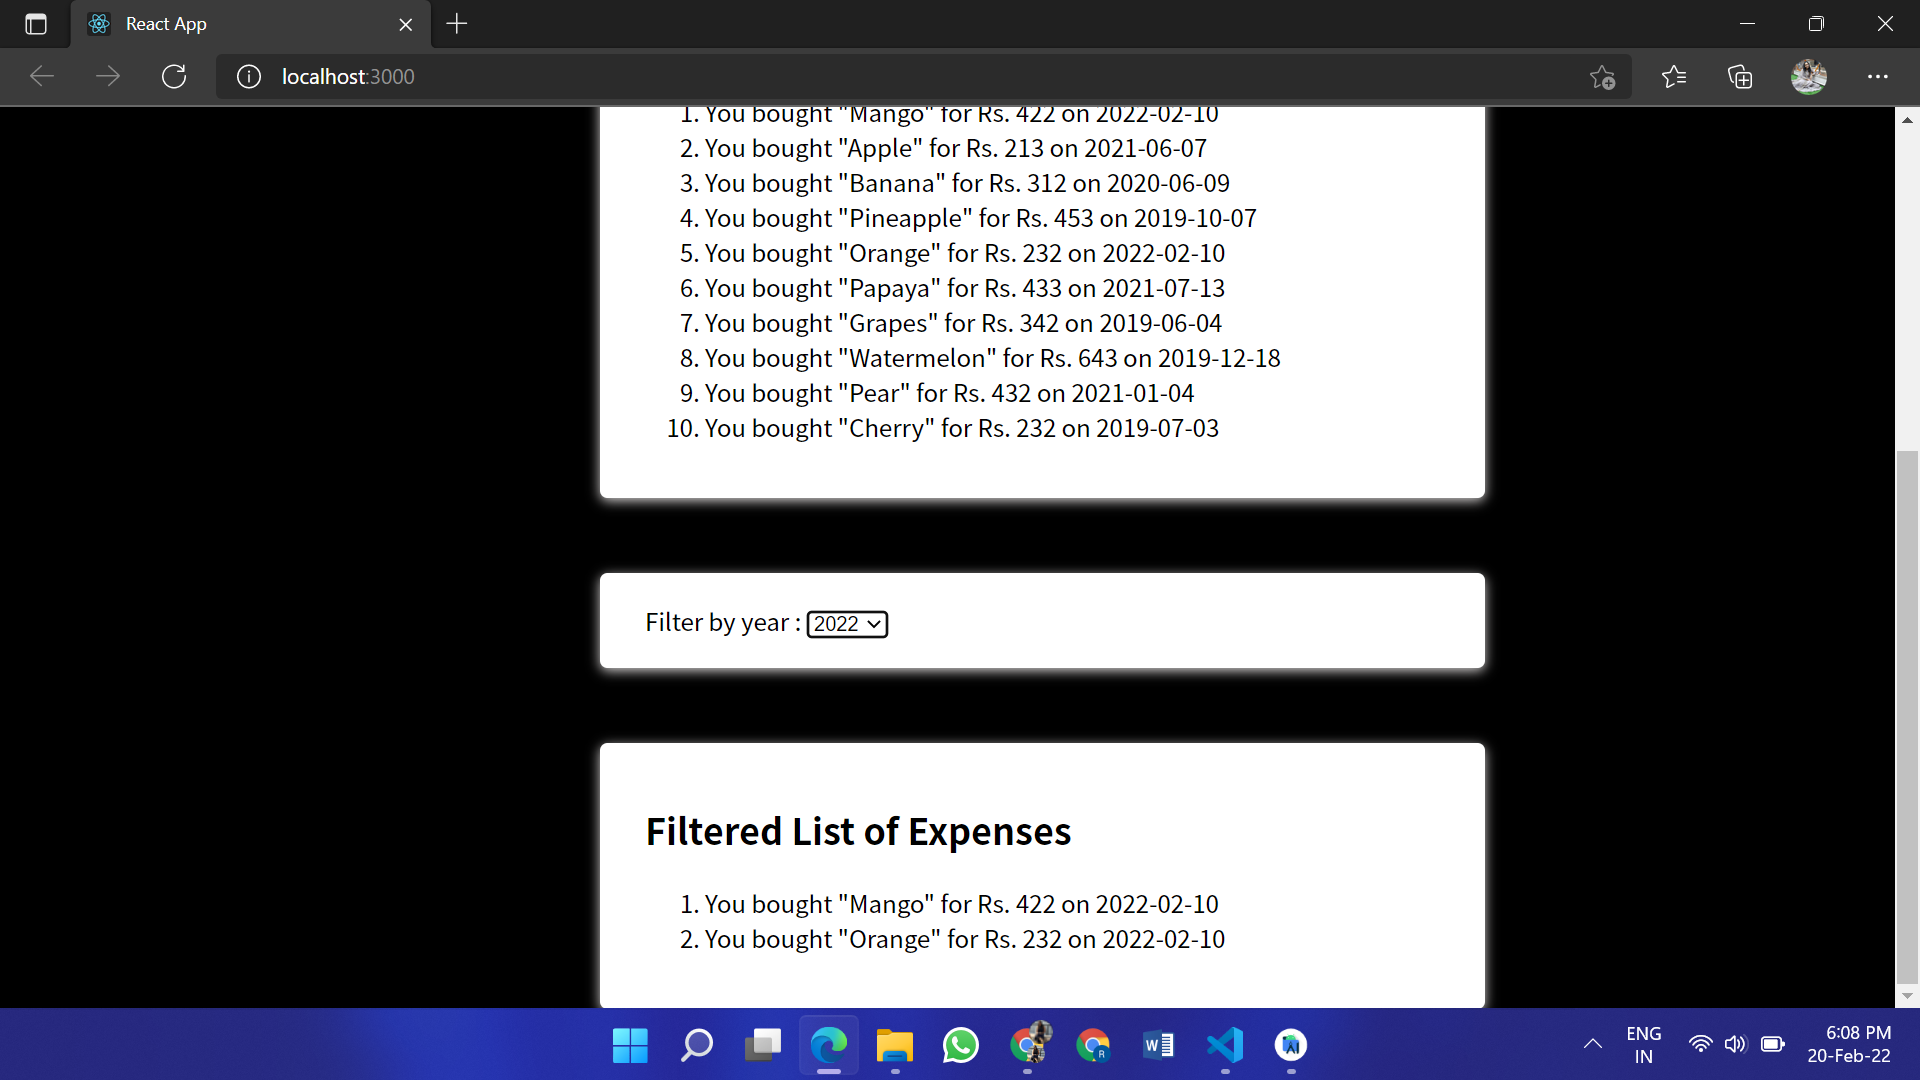 React App
localhost:3000
1. You bought "Mango" for Rs. 422 on 2022-02-10
2. You bought "Apple" for Rs. 213 on 2021-06-07
3. You bought "Banana" for Rs. 312 on 2020-06-09
4. You bought "Pineapple" for Rs. 453 on 2019-10-07
5. You bought "Orange" for Rs. 232 on 2022-02-10
6. You bought "Papaya" for Rs. 433 on 2021-07-13
7. You bought "Grapes" for Rs. 342 on 2019-06-04
8. You bought "Watermelon" for Rs. 643 on 2019-12-18
9. You bought "Pear" for Rs. 432 on 2021-01-04
10. You bought "Cherry" for Rs. 232 on 2019-07-03
Filter by year : 2022
Filtered List of Expenses
1. You bought "Mango" for Rs. 422 on 2022-02-10
2. You bought "Orange" for Rs. 232 on 2022-02-10
W
R
ENG
IN
6:08 PM
20-Feb-22